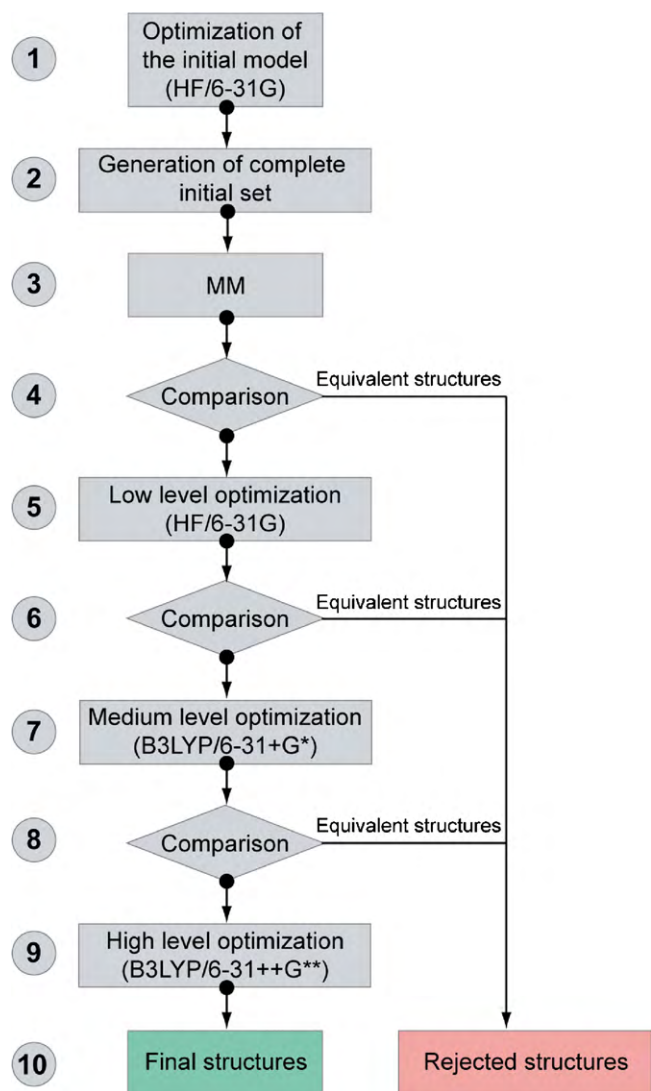 1
Optimization of
the initial model
(HF/6-31G)
2
Generation of complete
initial set
3
MM
4
Comparison
Equivalent structures
5
Low level optimization
(HF/6-31G)
6
Comparison
Equivalent structures
7
Medium level optimization
(B3LYP/6-31+G*)
8
Comparison
Equivalent structures
9
High level optimization
(B3LYP/6-31++G**)
10
Final structures
Rejected structures